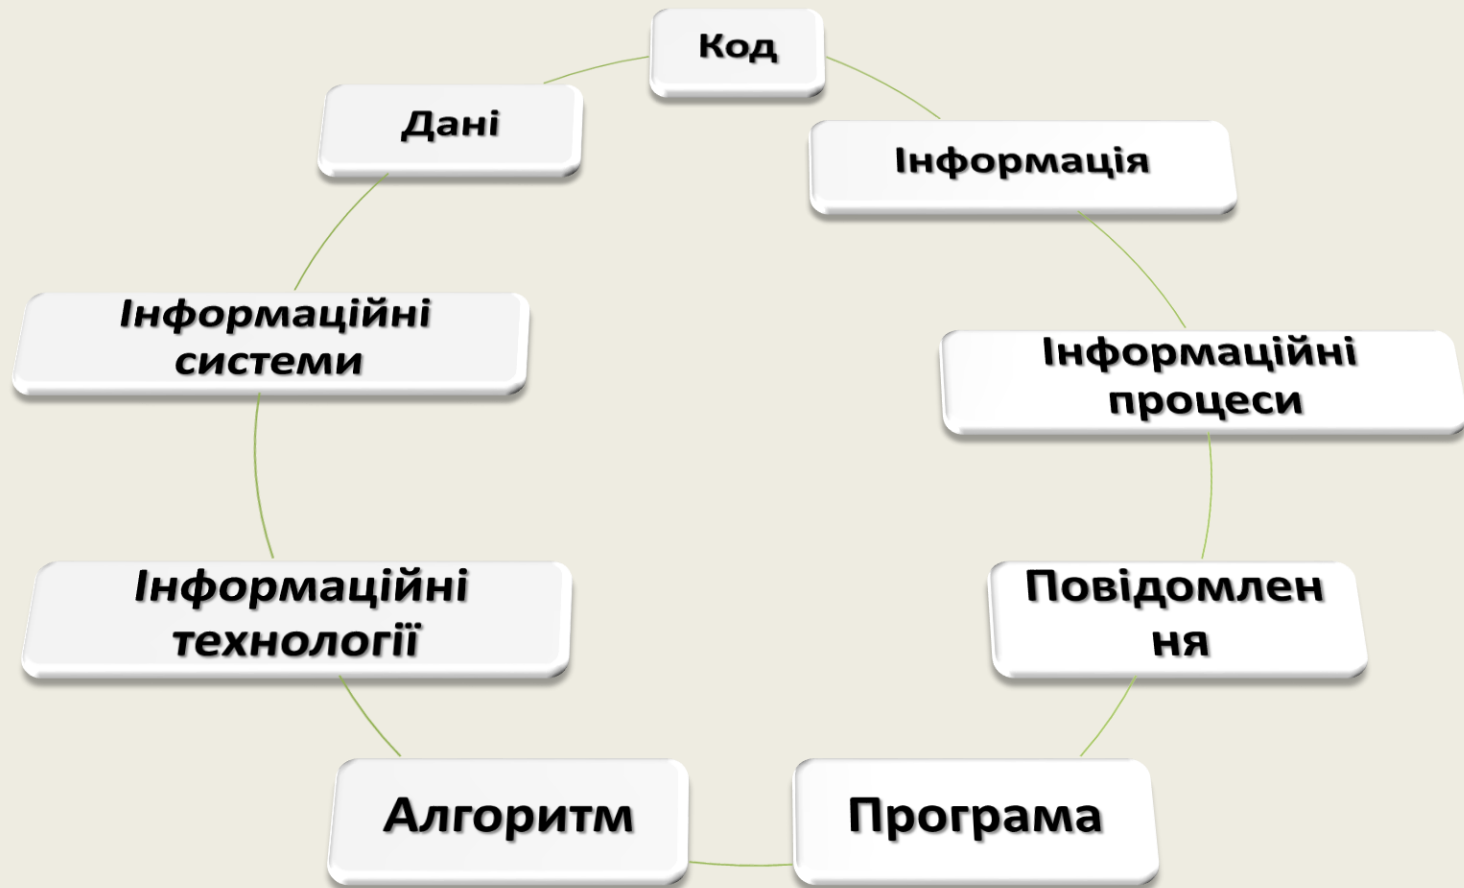 Код
Дані
Інформація
Інформаційні
системи
Інформаційні
процеси
Інформаційні
технології
Повідомлен
ня
Алгоритм
Програма